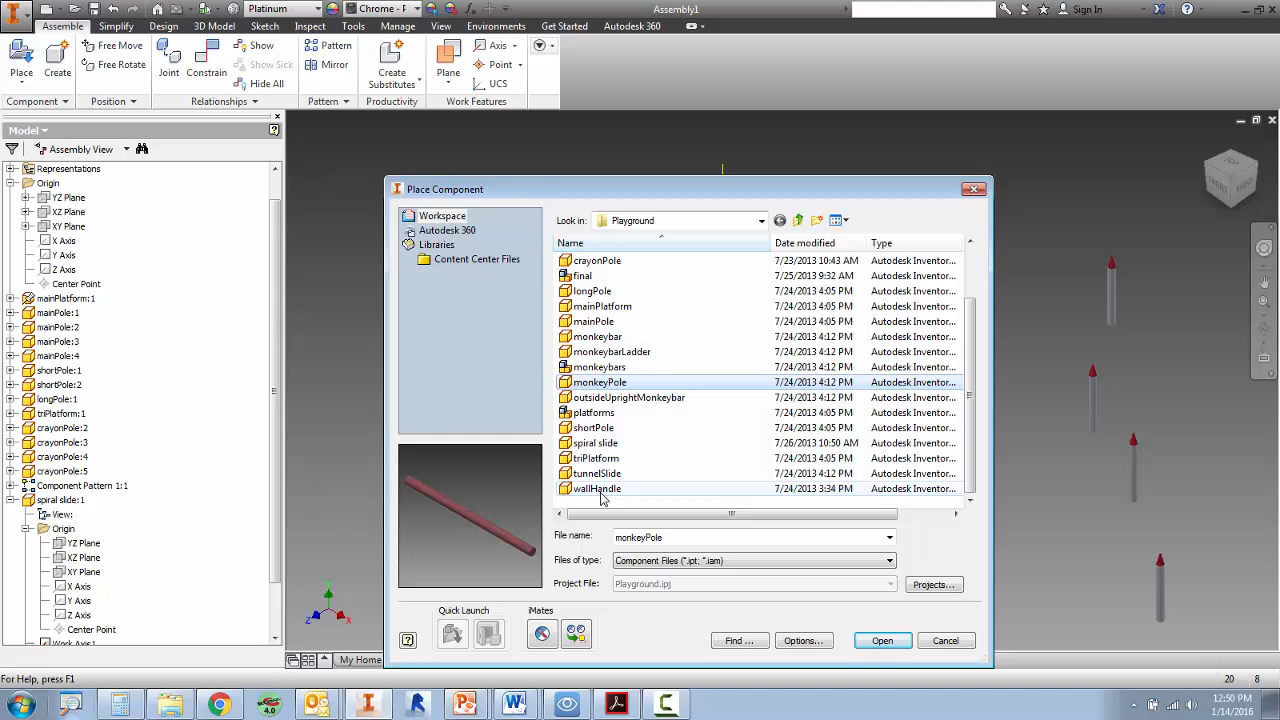 Platinum
Chrome -
Assembly1
Sign In
Assemble Simplify Design 3D Model Sketch Inspect Tools Manage View Environments Get Started Autodesk 360
Place
Create
Free Move
Free Rotate
Joint
Constrain
Show
Show Sick
Hide All
Pattern
Mirror
Create
Substitutes
Plane
Axis
Point
UCS
Component Position Relationships Pattern Productivity Work Features
Model
Assembly View
Representations
Origin
YZ Plane
XZ Plane
XY Plane
X Axis
Y Axis
Z Axis
Center Point
mainPlatform:1
mainPole:1
mainPole:2
mainPole:3
mainPole:4
shortPole:1
shortPole:2
longPole:1
triPlatform:1
crayonPole:2
crayonPole:3
crayonPole:4
crayonPole:5
Component Pattern 1:1
spiral slide:1
View:
Origin
YZ Plane
XZ Plane
XY Plane
X Axis
Y Axis
Z Axis
Center Point
Work Axis1
Place Component
Workspace
Autodesk 360
Libraries
Content Center Files
Look in: Playground
Name Date modified Type
crayonPole 7/23/2013 10:43 AM Autodesk Inventor...
final 7/25/2013 9:32 AM Autodesk Inventor...
longPole 7/24/2013 4:05 PM Autodesk Inventor...
mainPlatform 7/24/2013 4:05 PM Autodesk Inventor...
mainPole 7/24/2013 4:05 PM Autodesk Inventor...
monkeybar 7/24/2013 4:12 PM Autodesk Inventor...
monkeybarLadder 7/24/2013 4:12 PM Autodesk Inventor...
monkeybars 7/24/2013 4:12 PM Autodesk Inventor...
monkeyPole 7/24/2013 4:12 PM Autodesk Inventor...
outsideUprightMonkeybar 7/24/2013 4:12 PM Autodesk Inventor...
platforms 7/24/2013 4:05 PM Autodesk Inventor...
shortPole 7/24/2013 4:05 PM Autodesk Inventor...
spiral slide 7/26/2013 10:50 AM Autodesk Inventor...
triPlatform 7/24/2013 4:05 PM Autodesk Inventor...
tunnelSlide 7/24/2013 4:12 PM Autodesk Inventor...
wallHandle 7/24/2013 3:34 PM Autodesk Inventor...
File name: monkeyPole
Files of type: Component Files (*.ipt; *.iam)
Project File: Playground.ipj
Projects...
Quick Launch
iMates
Find ...
Options...
Open
Cancel
TOP
FRONT
RIGHT
Z
Y
X
My Home
For Help, press F1
20 8
4.0
12:50 PM
1/14/2016